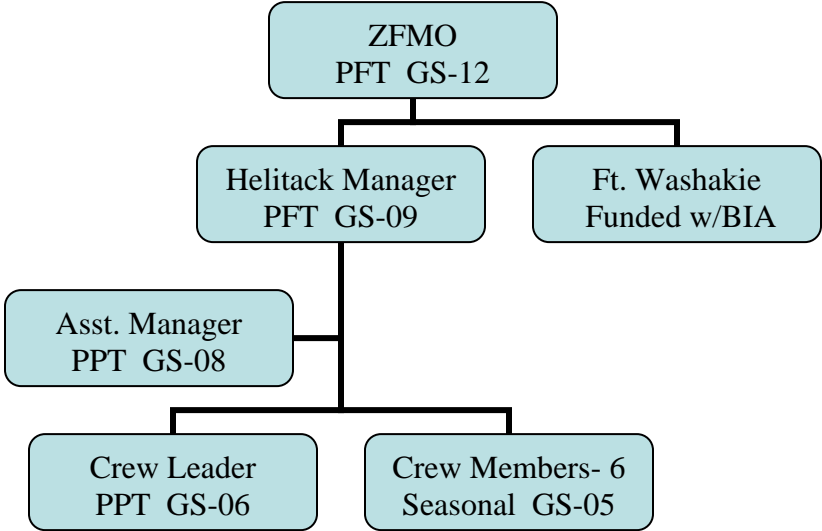 ZFMO
PFT GS-12
Helitack Manager
PFT GS-09
Ft. Washakie
Funded w/BIA
Asst. Manager
PPT GS-08
Crew Leader
PPT GS-06
Crew Members- 6
Seasonal GS-05